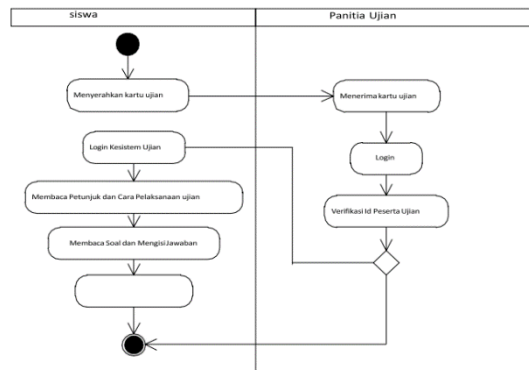 siswa
Panitia Ujian
Menyerahkan kartu ujian
Menerima kartu ujian
Login Kesistem Ujian
Login
Membaca Petunjuk dan Cara Pelaksanaan ujian
Verifikasi Id Peserta Ujian
Membaca Soal dan Mengisi Jawaban